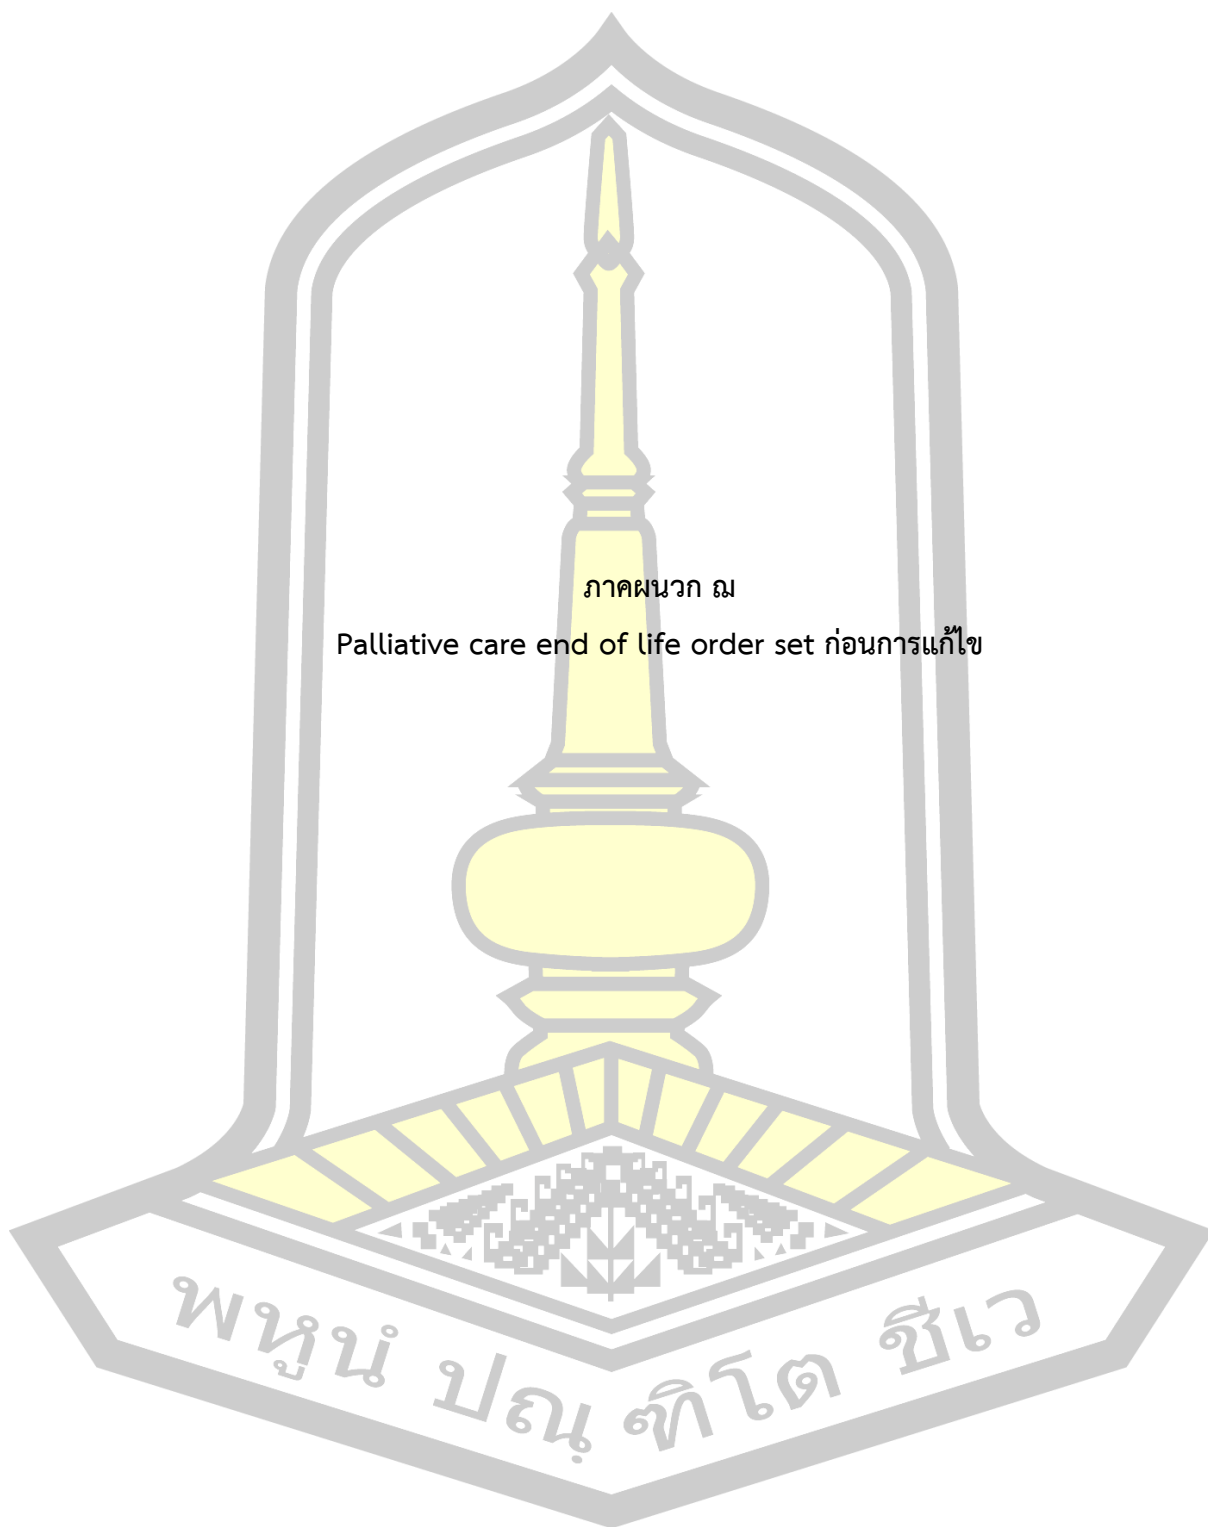 ภาคผนวก ฌ
Palliative care end of life order set ก่อนการแก้ไข
พหูนํ ปณฺฑิโต ชีเว